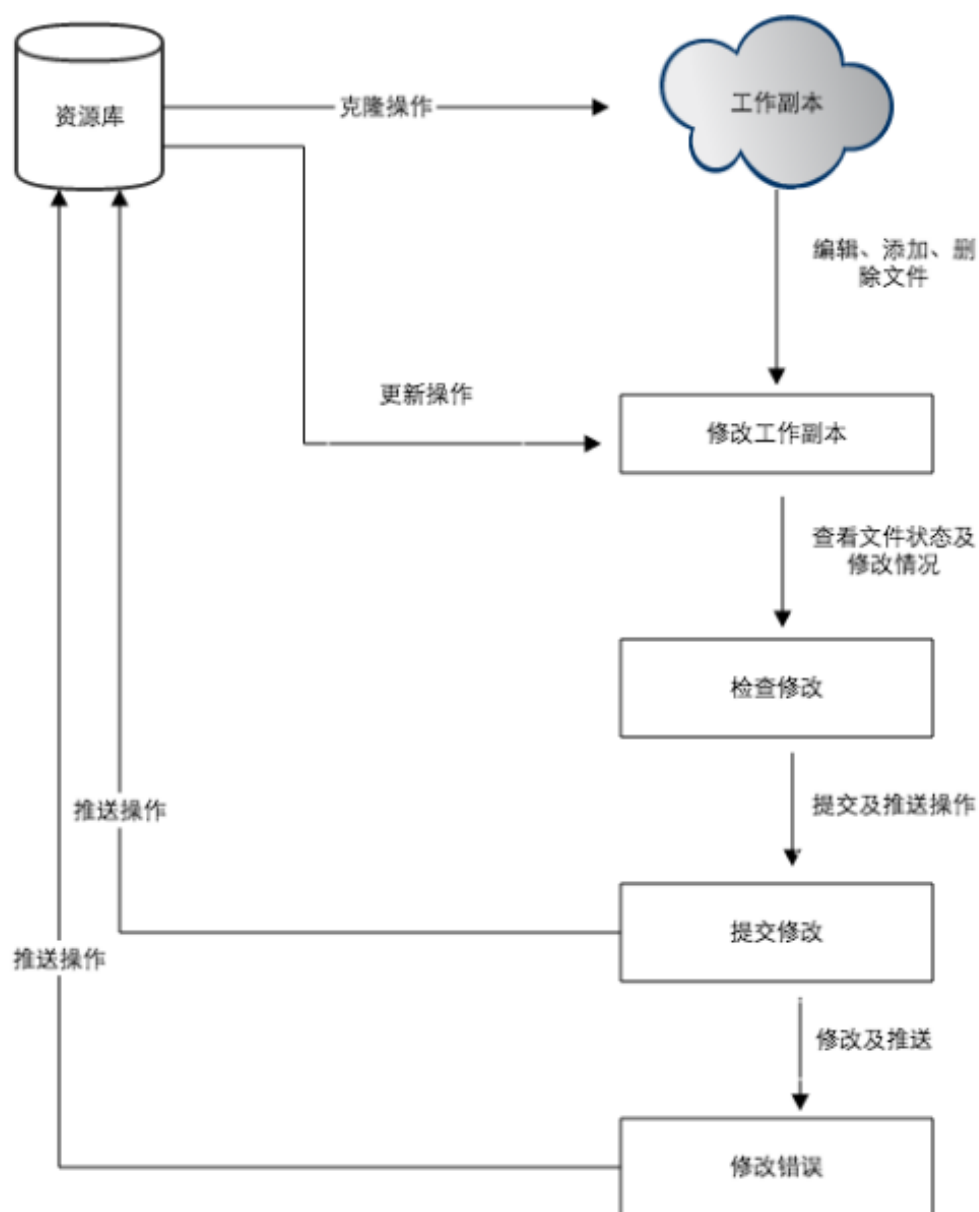 资源库
克隆操作
工作副本
编辑、添加、删
除文件
更新操作
修改工作副本
查看文件状态及
修改情况
检查修改
推送操作
提交及推送操作
提交修改
推送操作
修改及推送
修改错误